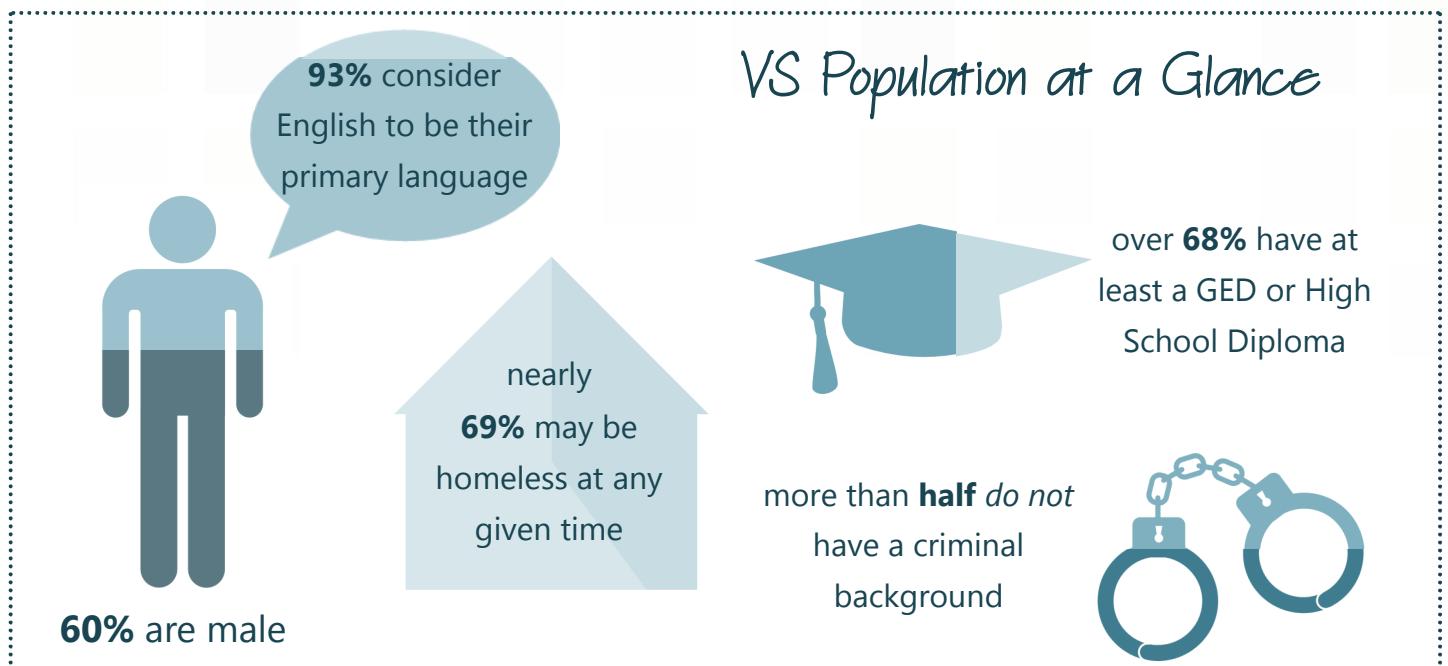 VS Population at a Glance
93% consider
English to be their
primary language
60% are male
nearly
69% may be
homeless at any
given time
over 68% have at
least a GED or High
School Diploma
more than half do not
have a criminal
background